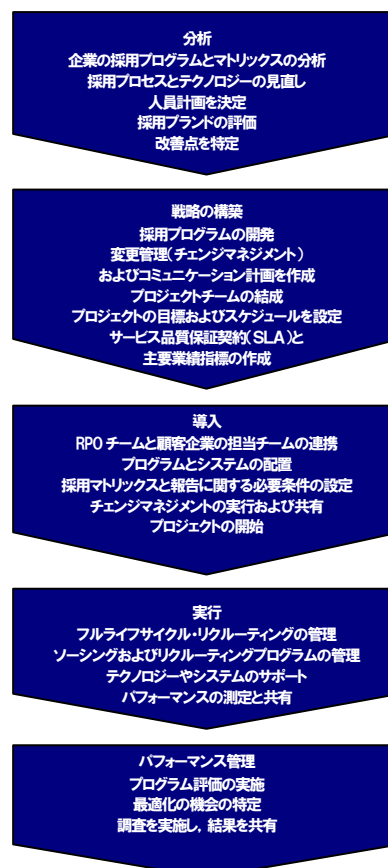 分析
企業の採用プログラムとマトリックスの分析
採用プロセスとテクノロジーの見直し
人員計画を決定
採用ブランドの評価
改善点を特定
戦略の構築
採用プログラムの開発
変更管理(チェンジマネジメント)
およびコミュニケーション計画を作成
プロジェクトチームの結成
プロジェクトの目標およびスケジュールを設定
サービス品質保証契約(SLA)と
主要業績指標の作成
導入
RPO チームと顧客企業の担当チームの連携
プログラムとシステムの配置
採用マトリックスと報告に関する必要条件の設定
チェンジマネジメントの実行および共有
プロジェクトの開始
実行
フルライフサイクル・リクルーティングの管理
ソーシングおよびリクルーティングプログラムの管理
テクノロジーやシステムのサポート
パフォーマンスの測定と共有
パフォーマンス管理
プログラム評価の実施
最適化の機会の特定
調査を実施し, 結果を共有